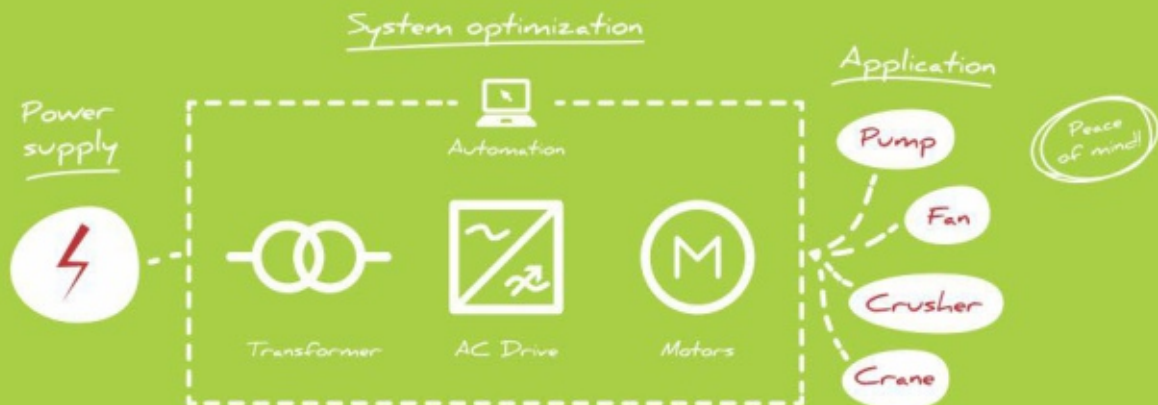 System optimization
Power
supply
Automation
Transformer
AC Drive
M
Motors
Application
Pump
Fan
Crusher
Crane
Peace
of mind!